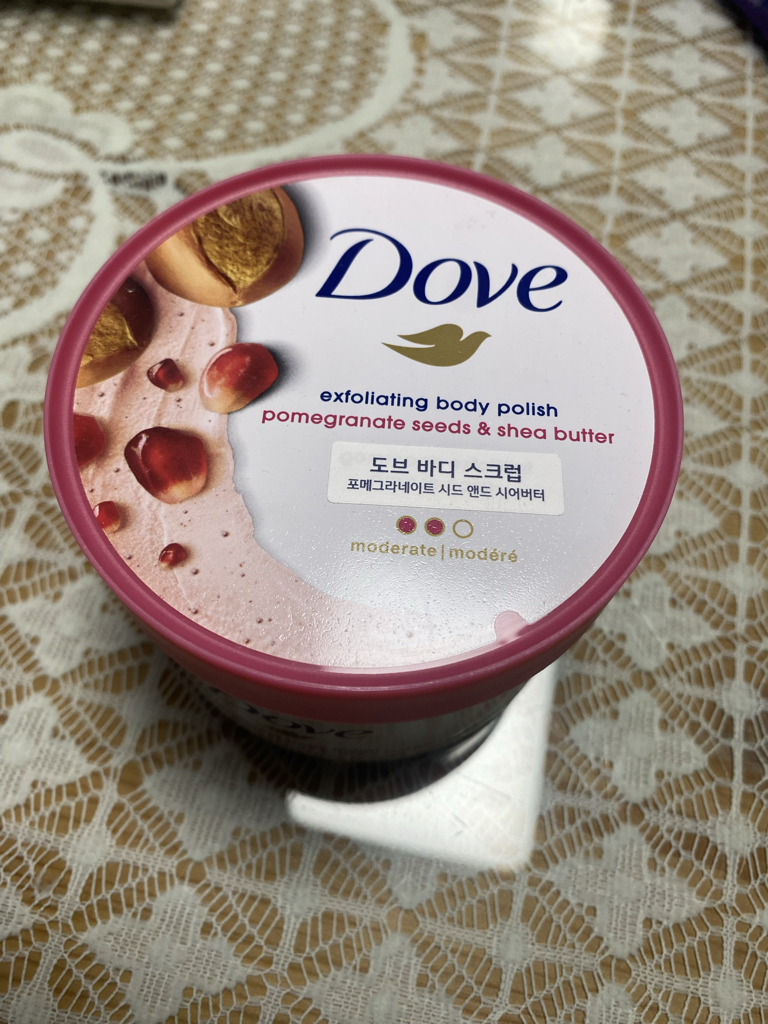 Dove
exfoliating body polish
pomegranate seeds & shea butter
도브 바디 스크럽
포메그라네이트 시드 앤드 시어버터
moderate | modéré
Dove